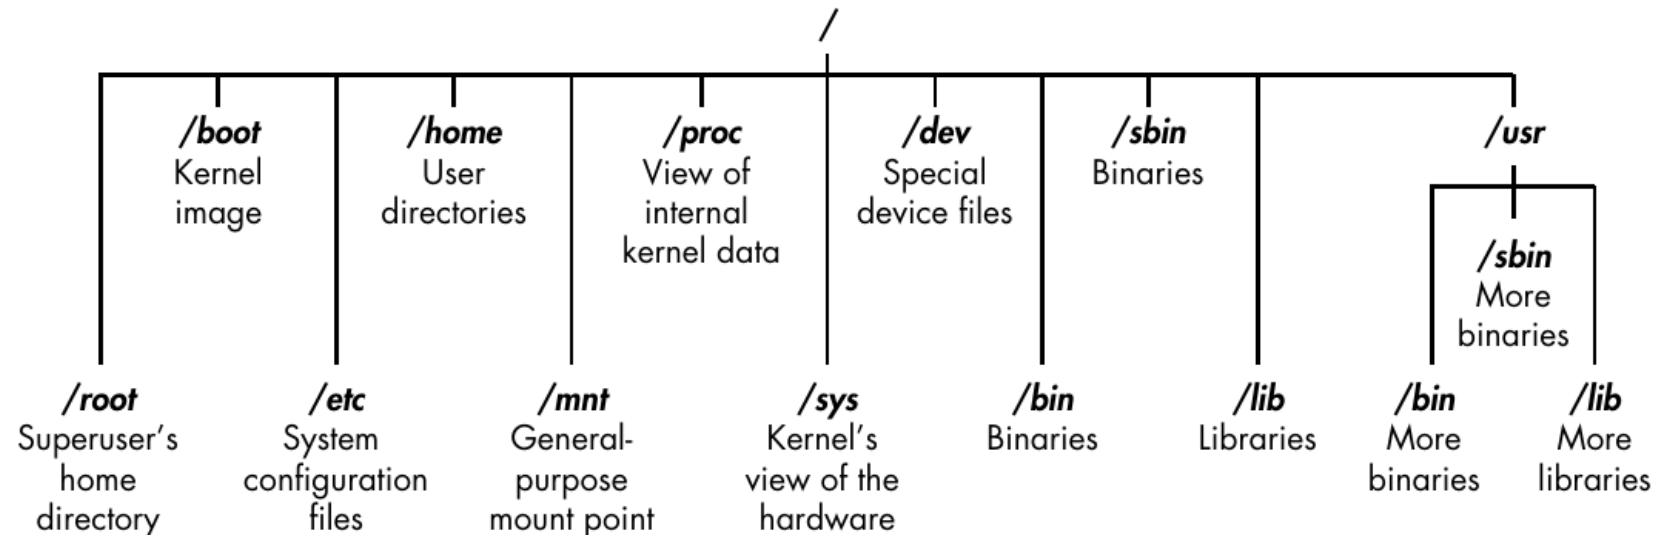 /
/boot
Kernel
image
/home
User
directories
/proc
View of
internal
kernel data
/dev
Special
device files
/sbin
Binaries
/usr
/sbin
More
binaries
/root
Superuser’s
home
directory
/etc
System
configuration
files
/mnt
General-
purpose
mount point
/sys
Kernel’s
view of the
hardware
/bin
Binaries
/lib
Libraries
/bin
More
binaries
/lib
More
libraries